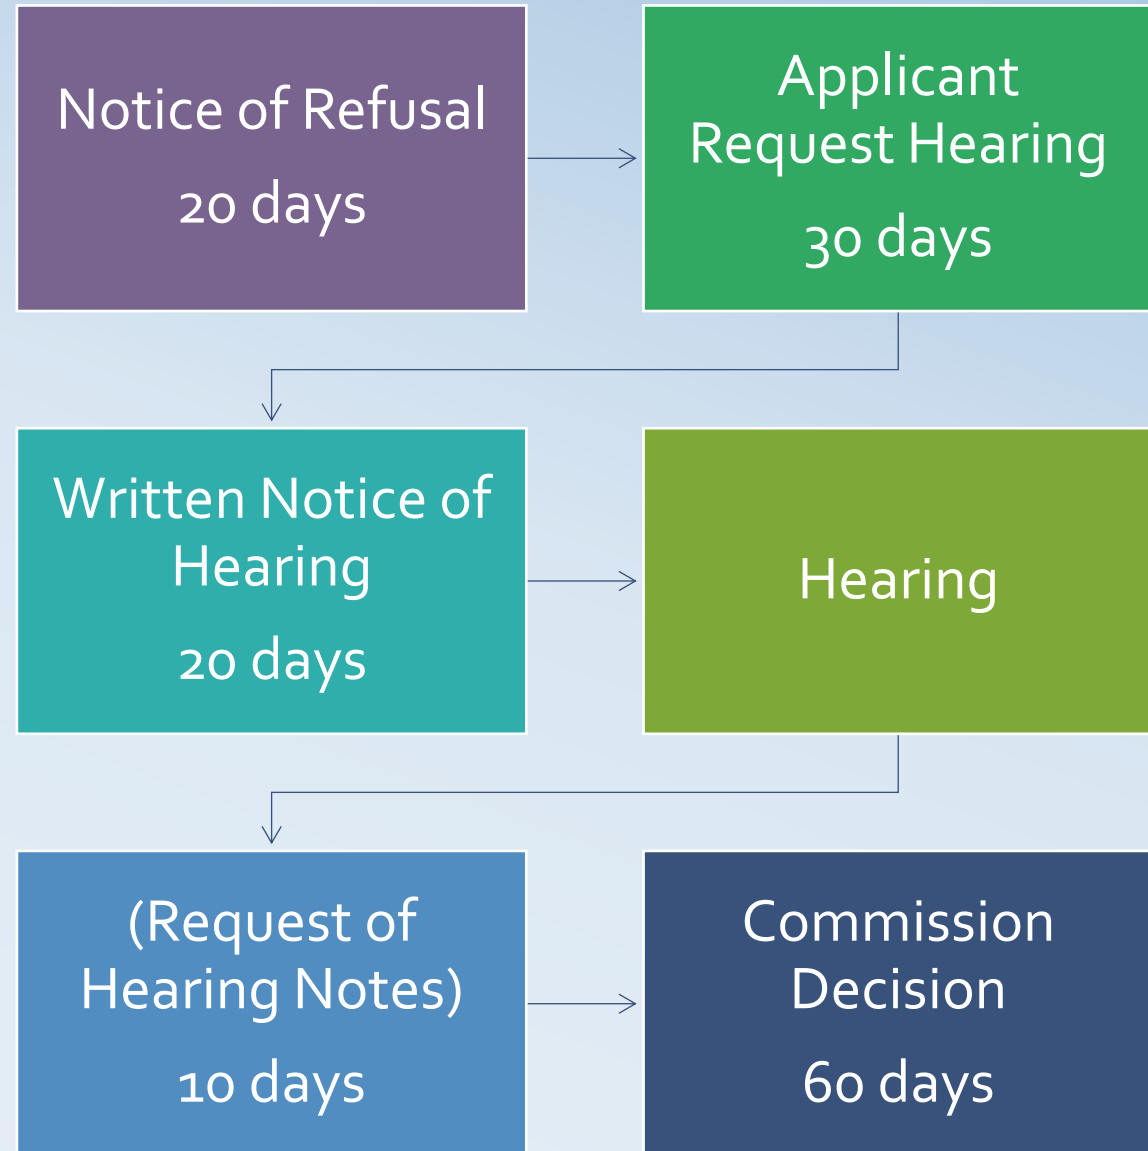 Notice of Refusal
20 days
Applicant
Request Hearing
30 days
Written Notice of
Hearing
20 days
Hearing
(Request of
Hearing Notes)
10 days
Commission
Decision
60 days